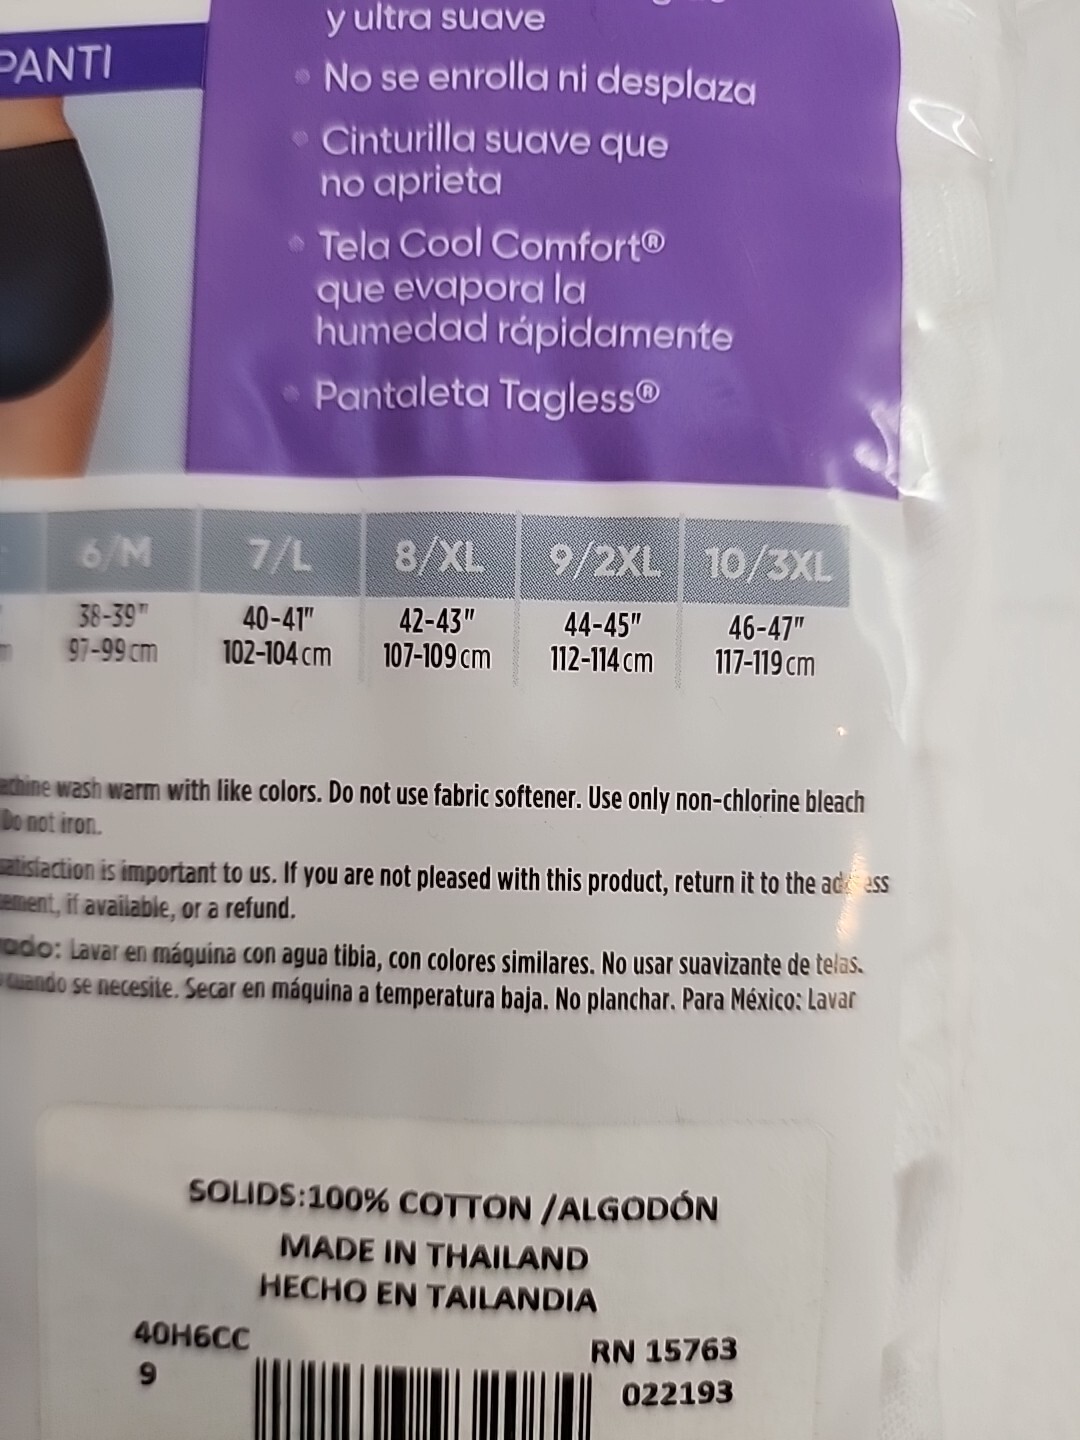 y ultra suave
PANTI
No se enrolla ni desplaza
Cinturilla suave que
no aprieta
Tela Cool Comfort®
que evapora la
humedad rápidamente
Pantaleta Tagless®
6/M 7/L 8/XL 9/2XL 10/3XL
38-39" 40-41" 42-43" 44-45" 46-47"
97-99 cm 102-104 cm 107-109 cm 112-114 cm 117-119 cm
wash warm with like colors. Do not use fabric softener. Use only non-chlorine bleach
Do not iron.
is important to us. If you are not pleased with this product, return it to the address
if available, or a refund.
Lavar en máquina con agua tibia, con colores similares. No usar suavizante de telas.
cuando se necesite. Secar en máquina a temperatura baja. No planchar. Para México: Lavar
SOLIDS:100% COTTON /ALGODÓN
MADE IN THAILAND
HECHO EN TAILANDIA
40H6CC
RN 15763
9
022193